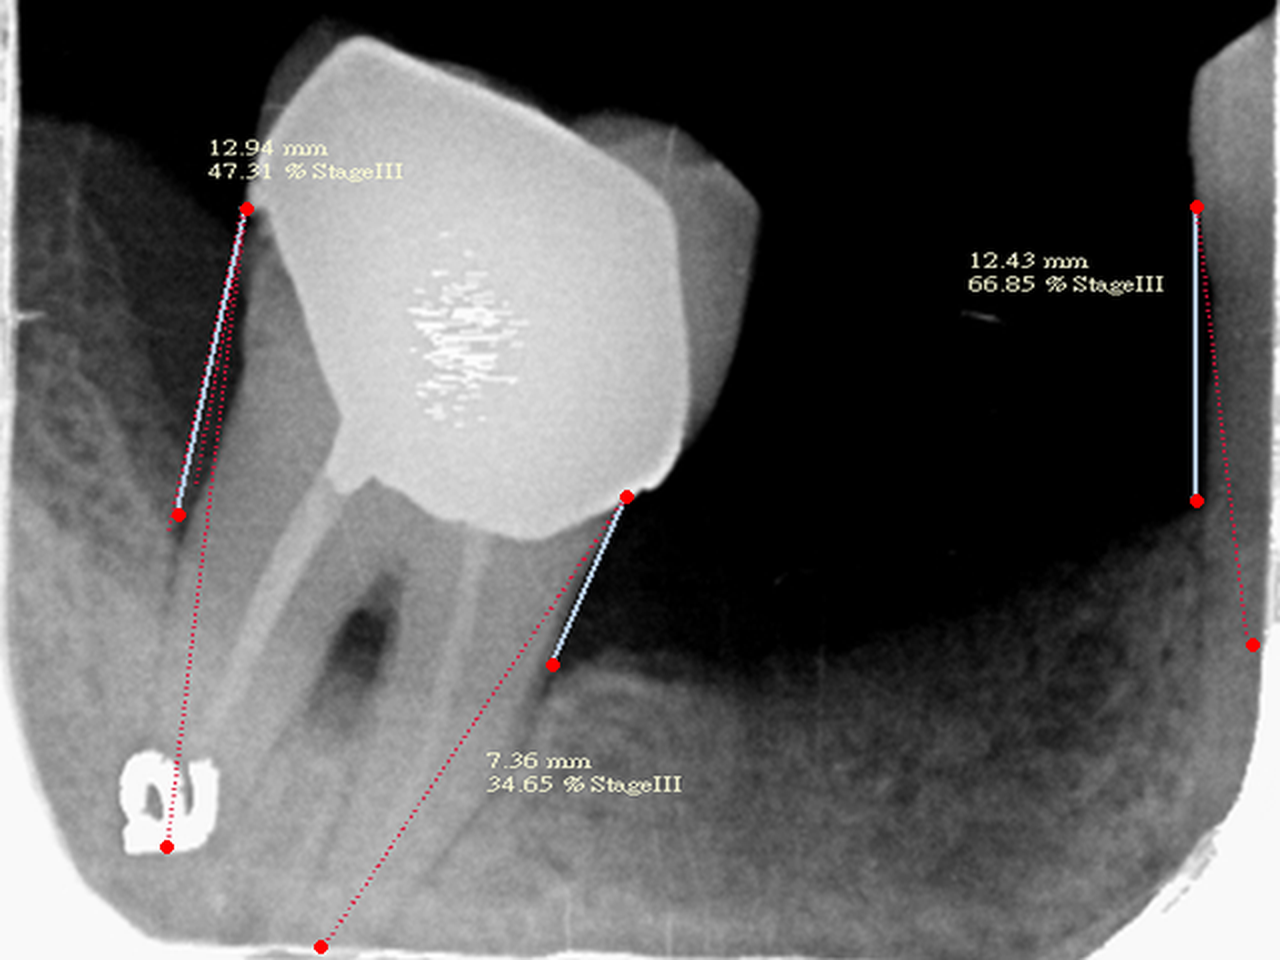 12.94 mm
47.31 % StageIII
12.43 mm
66.85 % StageIII
7.36 mm
34.65 % StageIII